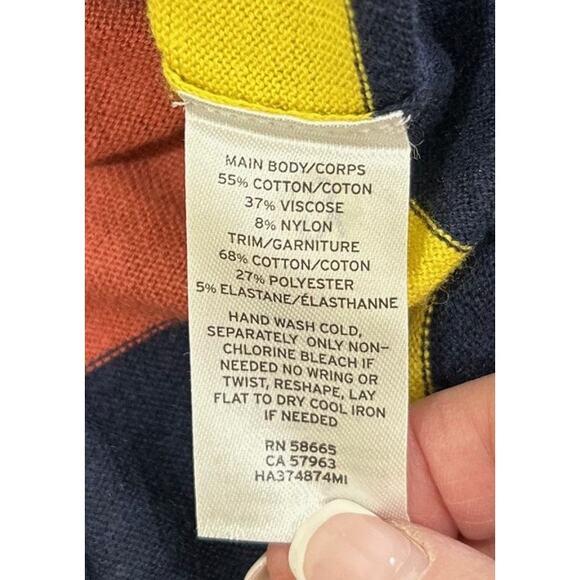 MAIN BODY/CORPS
55% COTTON/COTON
37% VISCOSE
8% NYLON
TRIM/GARNITURE
68% COTTON/COTON
27% POLYESTER
5% ELASTANE/ÉLASTHANNE
HAND WASH COLD,
SEPARATELY ONLY NON-
CHLORINE BLEACH IF
NEEDED NO WRING OR
TWIST, RESHAPE, LAY
FLAT TO DRY COOL IRON
IF NEEDED
RN 58665
CA 57963
HA374874MI